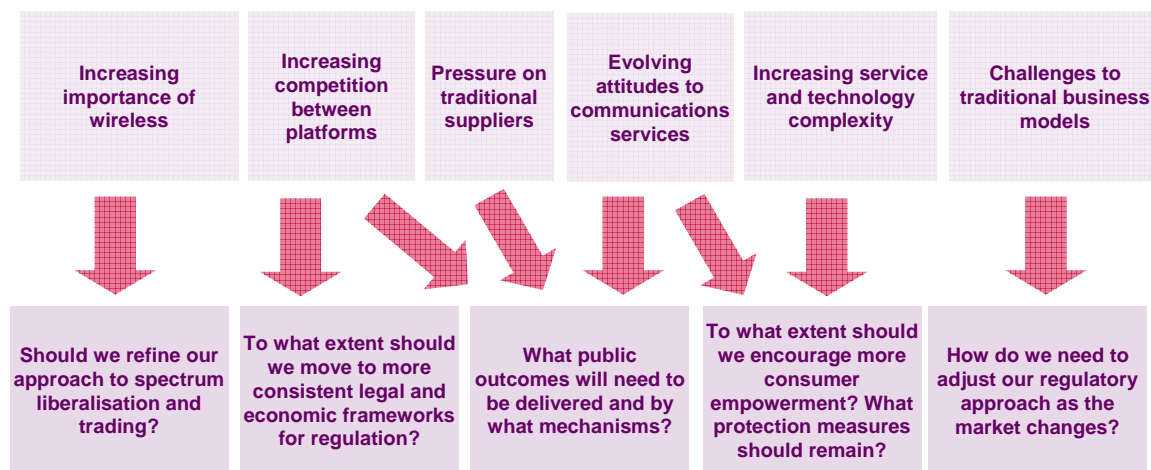 Increasing
importance of
wireless
Increasing
competition
between
platforms
Pressure on
traditional
suppliers
Evolving
attitudes to
communications
services
Increasing service
and technology
complexity
Challenges to
traditional business
models
Should we refine our
approach to spectrum
liberalisation and
trading?
To what extent should
we move to more
consistent legal and
economic frameworks
for regulation?
What public
outcomes will need to
be delivered and by
what mechanisms?
To what extent should
we encourage more
consumer
empowerment? What
protection measures
should remain?
How do we need to
adjust our regulatory
approach as the
market changes?